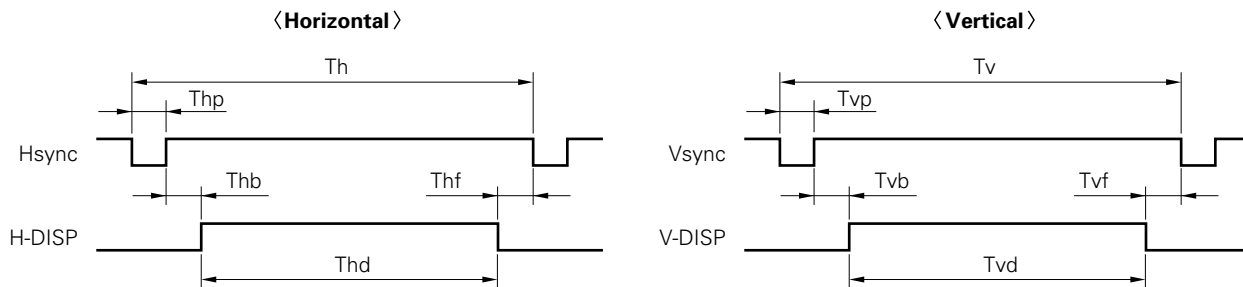 〈Horizontal〉
Th
Thp
Hsync
Thb
Thf
H-DISP
Thd
〈Vertical〉
Tv
Tvp
Vsync
Tvb
Tvf
V-DISP
Tvd